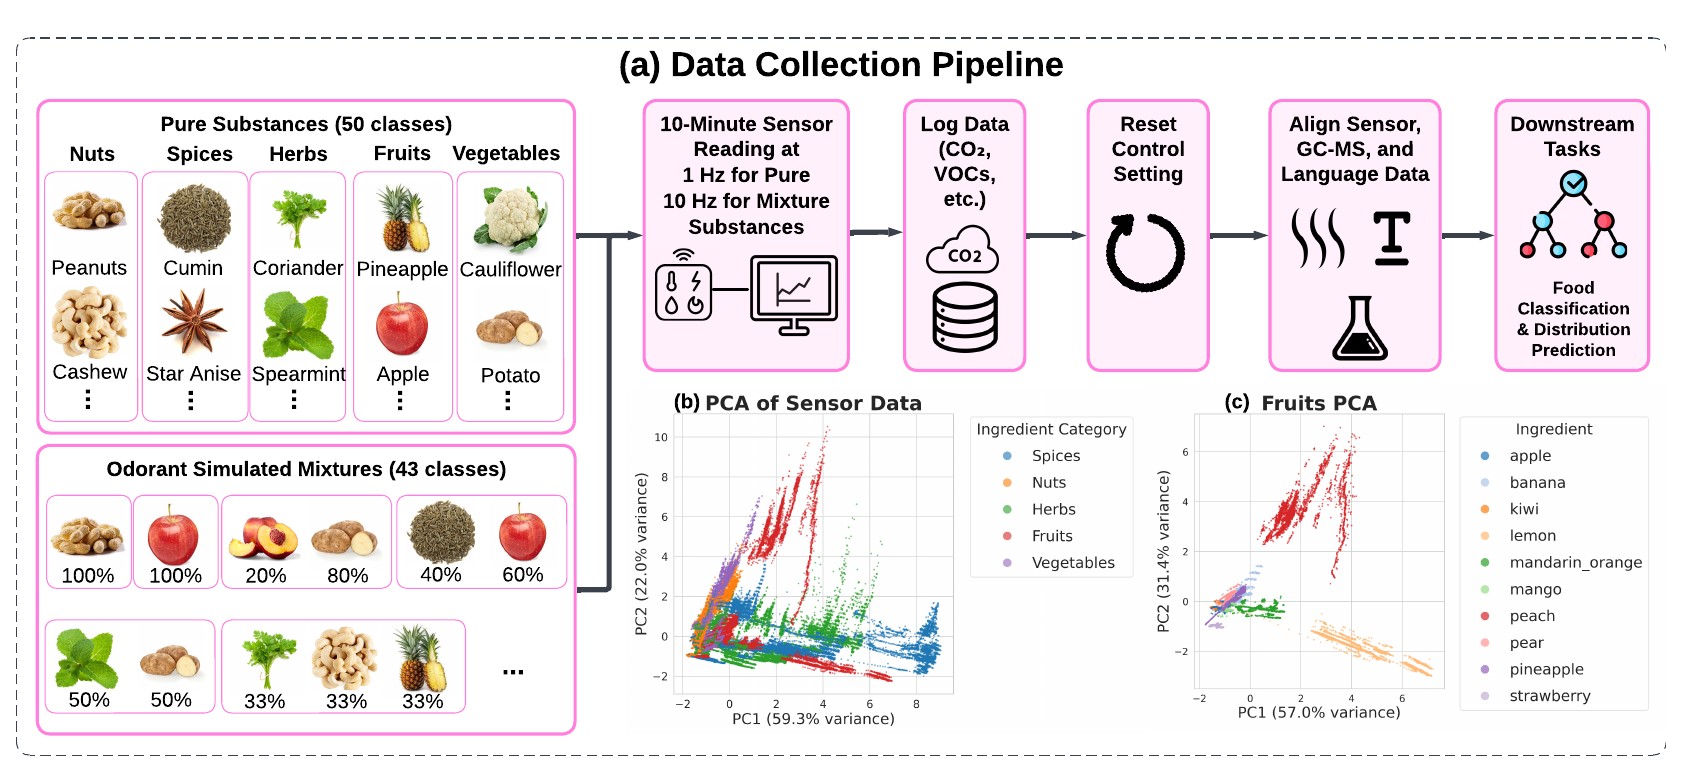 (a) Data Collection Pipeline
Pure Substances (50 classes)
Nuts
Spices
Herbs
Fruits
Vegetables
Peanuts
Cumin
Coriander
Pineapple
Cauliflower
Cashew
Star Anise
Spearmint
Apple
Potato
Odorant Simulated Mixtures (43 classes)
100%
100%
20%
80%
40%
60%
50%
50%
33%
33%
33%
...
10-Minute Sensor
Reading at
1 Hz for Pure
10 Hz for Mixture
Substances
Log Data
(CO₂,
VOCs,
etc.)
CO2
Reset
Control
Setting
Align Sensor,
GC-MS, and
Language Data
T
Downstream
Tasks
Food
Classification
& Distribution
Prediction
(b) PCA of Sensor Data
PC2 (22.0% variance)
10
8
6
4
2
0
−2
−2
0
2
4
6
8
PC1 (59.3% variance)
Ingredient Category
Spices
Nuts
Herbs
Fruits
Vegetables
(c) Fruits PCA
PC2 (31.4% variance)
6
4
2
0
−2
−2
0
2
4
6
PC1 (57.0% variance)
Ingredient
apple
banana
kiwi
lemon
mandarin_orange
mango
peach
pear
pineapple
strawberry